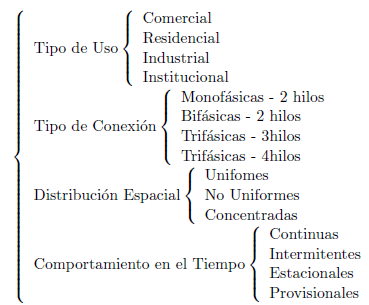 Tipo de Uso
Comercial
Residencial
Industrial
Institucional
Tipo de Conexión
Monofásicas - 2 hilos
Bifásicas - 2 hilos
Trifásicas - 3hilos
Trifásicas - 4hilos
Distribución Espacial
Unifomes
No Uniformes
Concentradas
Comportamiento en el Tiempo
Continuas
Intermitentes
Estacionales
Provisionales